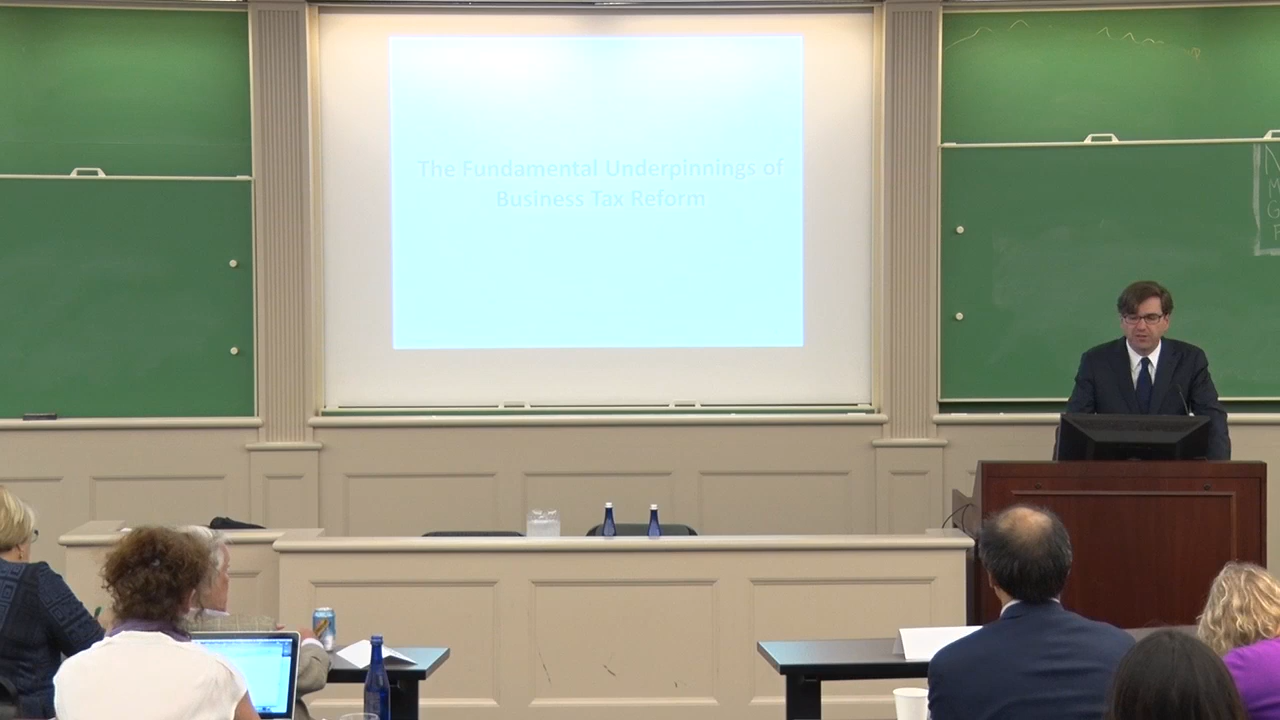 The Fundamental Underpinnings of
Business Tax Reform
N
M
G
F